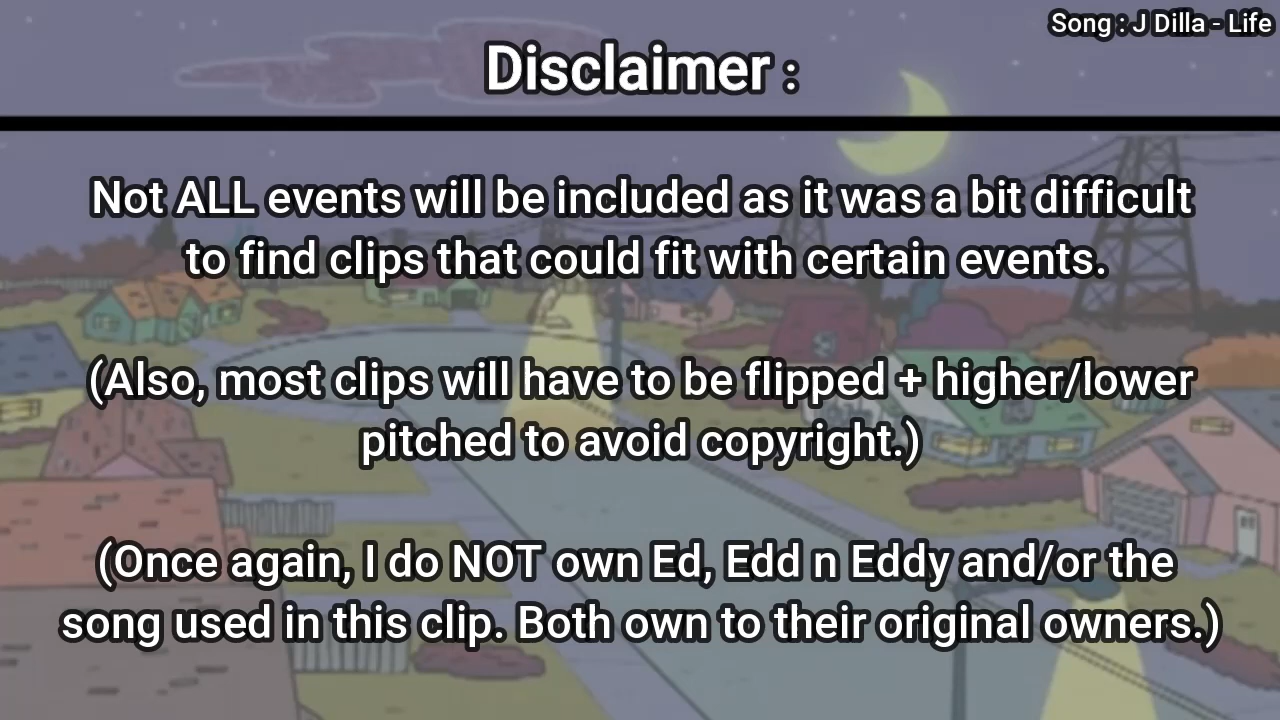 Song : J Dilla - Life
Disclaimer :
Not ALL events will be included as it was a bit difficult
to find clips that could fit with certain events.
(Also, most clips will have to be flipped + higher/lower
pitched to avoid copyright.)
(Once again, I do NOT own Ed, Edd n Eddy and/or the
song used in this clip. Both own to their original owners.)